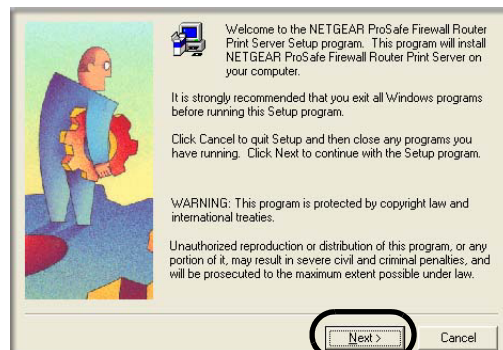 Welcome to the NETGEAR ProSafe Firewall Router
Print Server Setup program. This program will install
NETGEAR ProSafe Firewall Router Print Server on
your computer.
It is strongly recommended that you exit all Windows programs
before running this Setup program.
Click Cancel to quit Setup and then close any programs you
have running. Click Next to continue with the Setup program.
WARNING: This program is protected by copyright law and
international treaties.
Unauthorized reproduction or distribution of this program, or any
portion of it, may result in severe civil and criminal penalties, and
will be prosecuted to the maximum extent possible under law.
Next >
Cancel